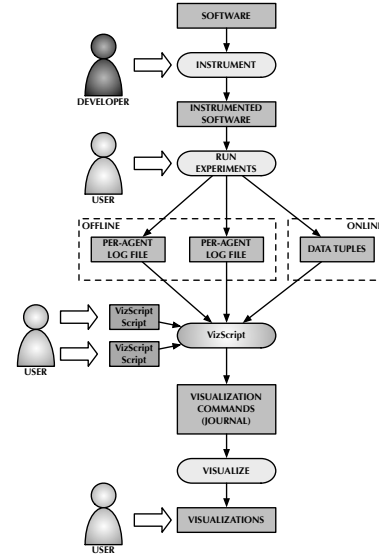 SOFTWARE
INSTRUMENT
DEVELOPER
INSTRUMENTED
SOFTWARE
RUN
EXPERIMENTS
USER
OFFLINE
ONLINE
PER-AGENT
LOG FILE
PER-AGENT
LOG FILE
DATA TUPLES
VizScript
Script
VizScript
VizScript
Script
USER
VISUALIZATION
COMMANDS
(JOURNAL)
VISUALIZE
VISUALIZATIONS
USER